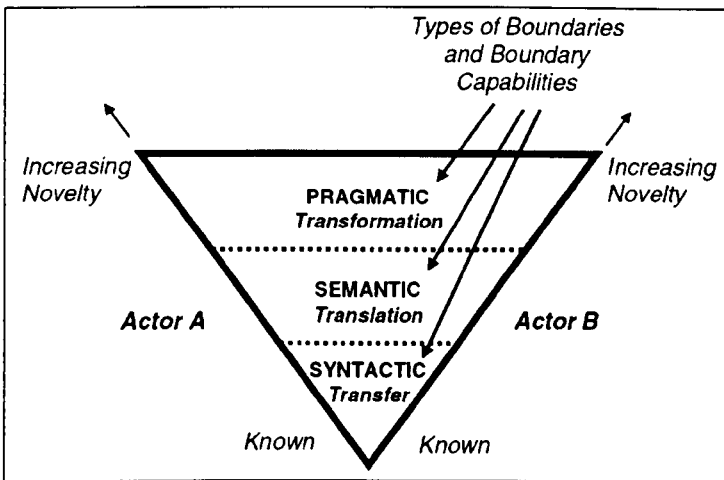 Types of Boundaries
and Boundary
Capabilities
Increasing
Novelty
Increasing
Novelty
PRAGMATIC
Transformation
SEMANTIC
Translation
Actor A
Actor B
SYNTACTIC
Transfer
Known
Known